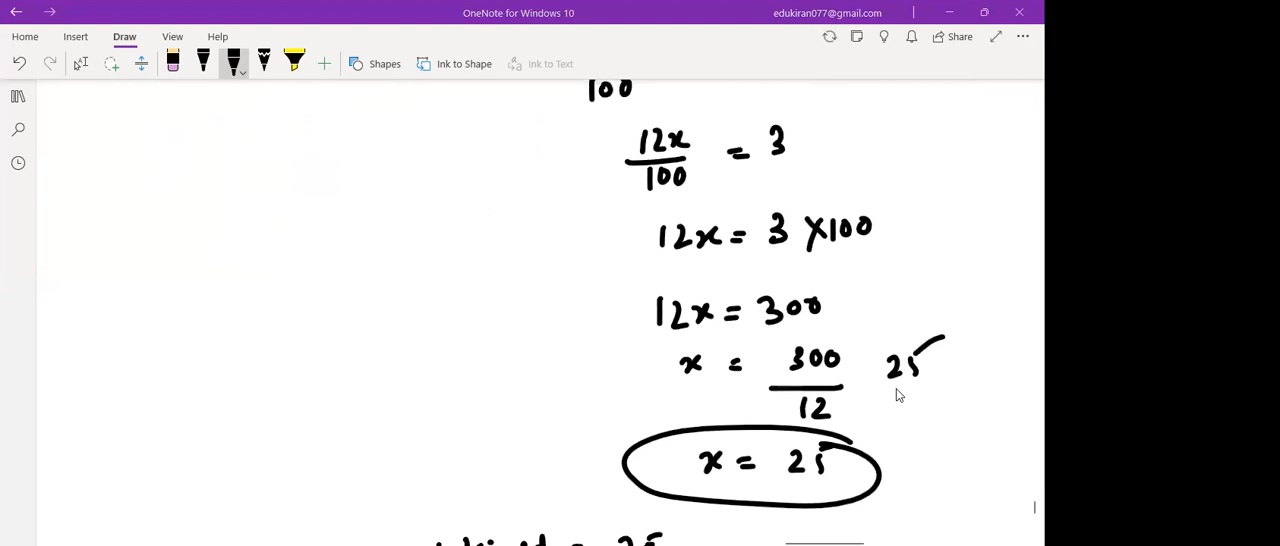 OneNote for Windows 10
edukiran077@gmail.com
Home Insert Draw View Help
Share
Shapes Ink to Shape Ink to Text
100
12x
100
= 3
12x = 3 X100
12x = 300
x = 300
12
25
x = 25
= 25